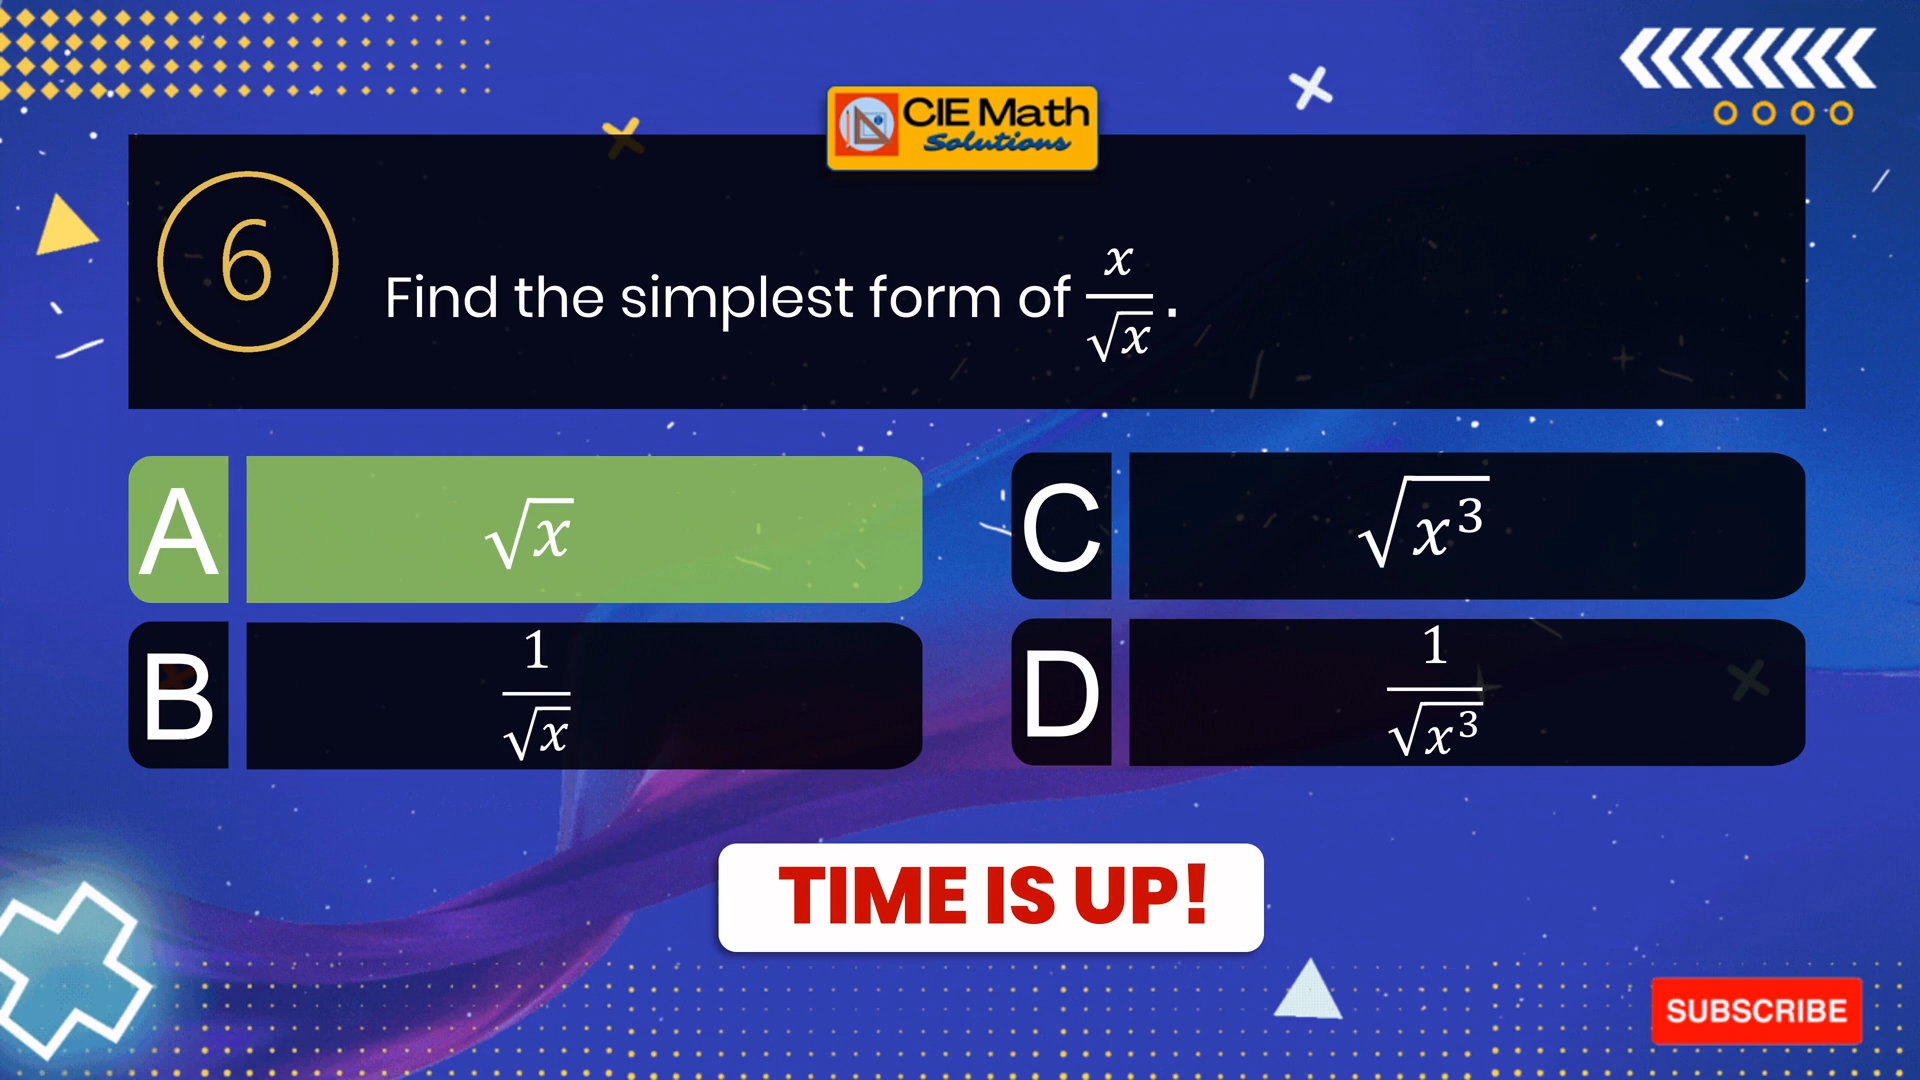 CIE Math
Solutions
6
Find the simplest form of x/√x.
A √x
C √x³
B 1/√x
D 1/√x³
TIME IS UP!
SUBSCRIBE